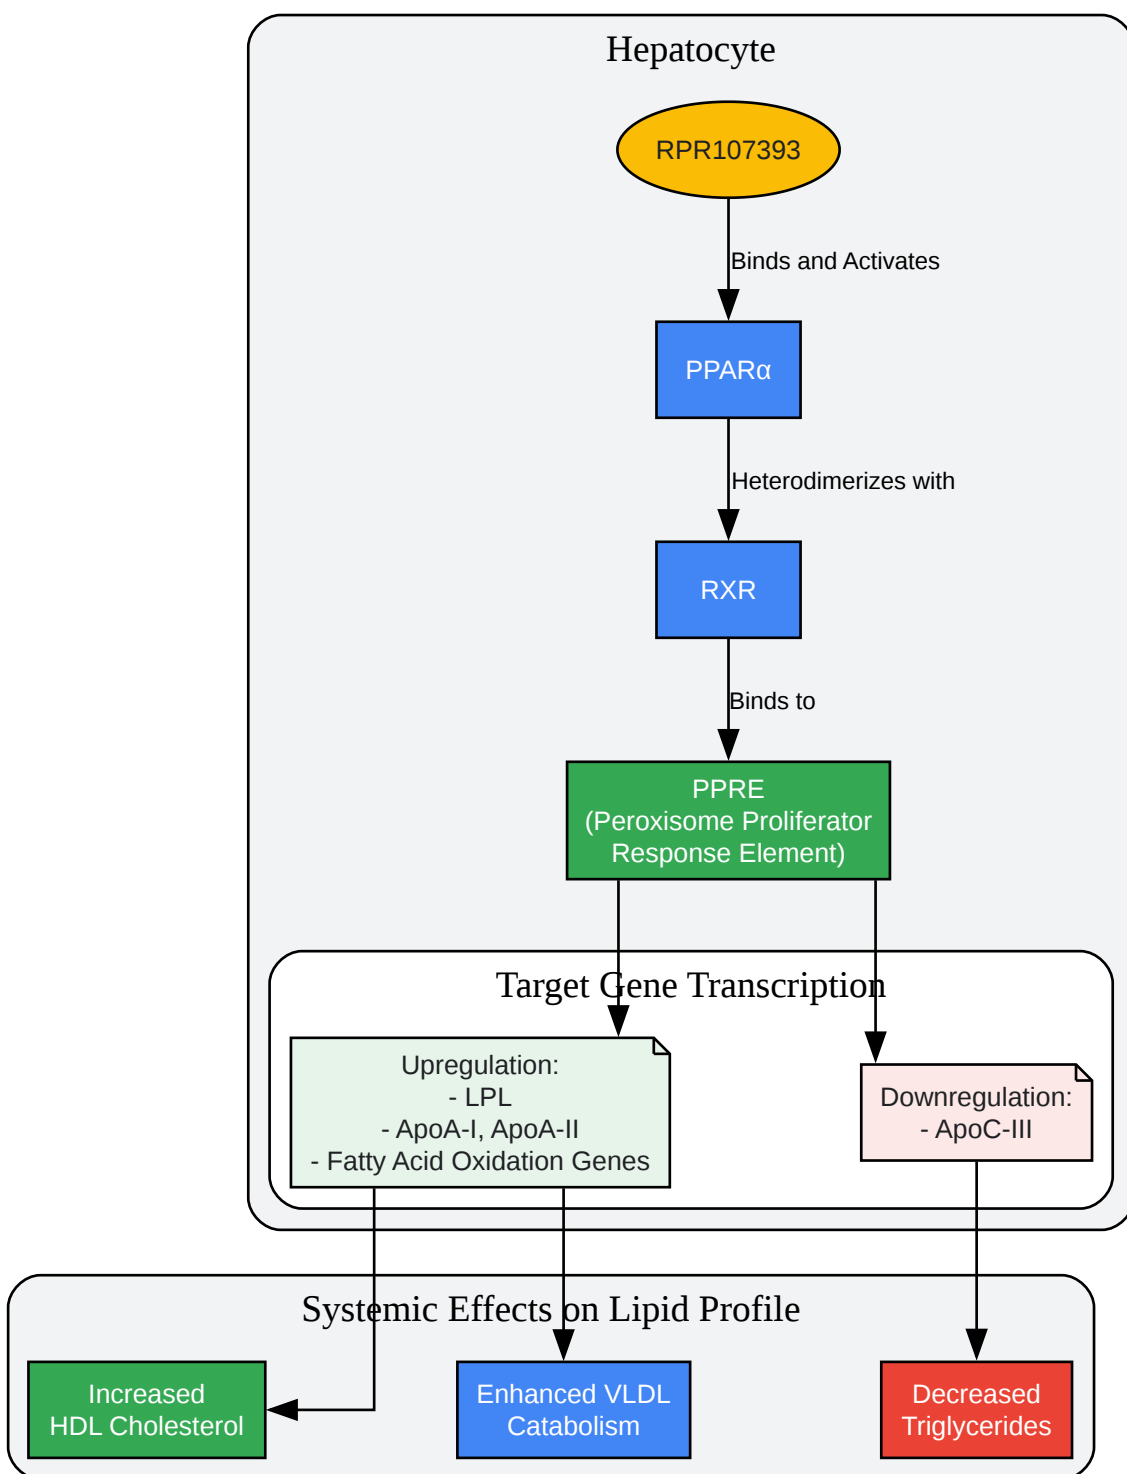 Hepatocyte
RPR107393
Binds and Activates
PPARα
Heterodimerizes with
RXR
Binds to
PPRE
(Peroxisome Proliferator
Response Element)
Target Gene Transcription
Upregulation:
- LPL
- ApoA-I, ApoA-II
- Fatty Acid Oxidation Genes
Downregulation:
- ApoC-III
Systemic Effects on Lipid Profile
Increased
HDL Cholesterol
Enhanced VLDL
Catabolism
Decreased
Triglycerides